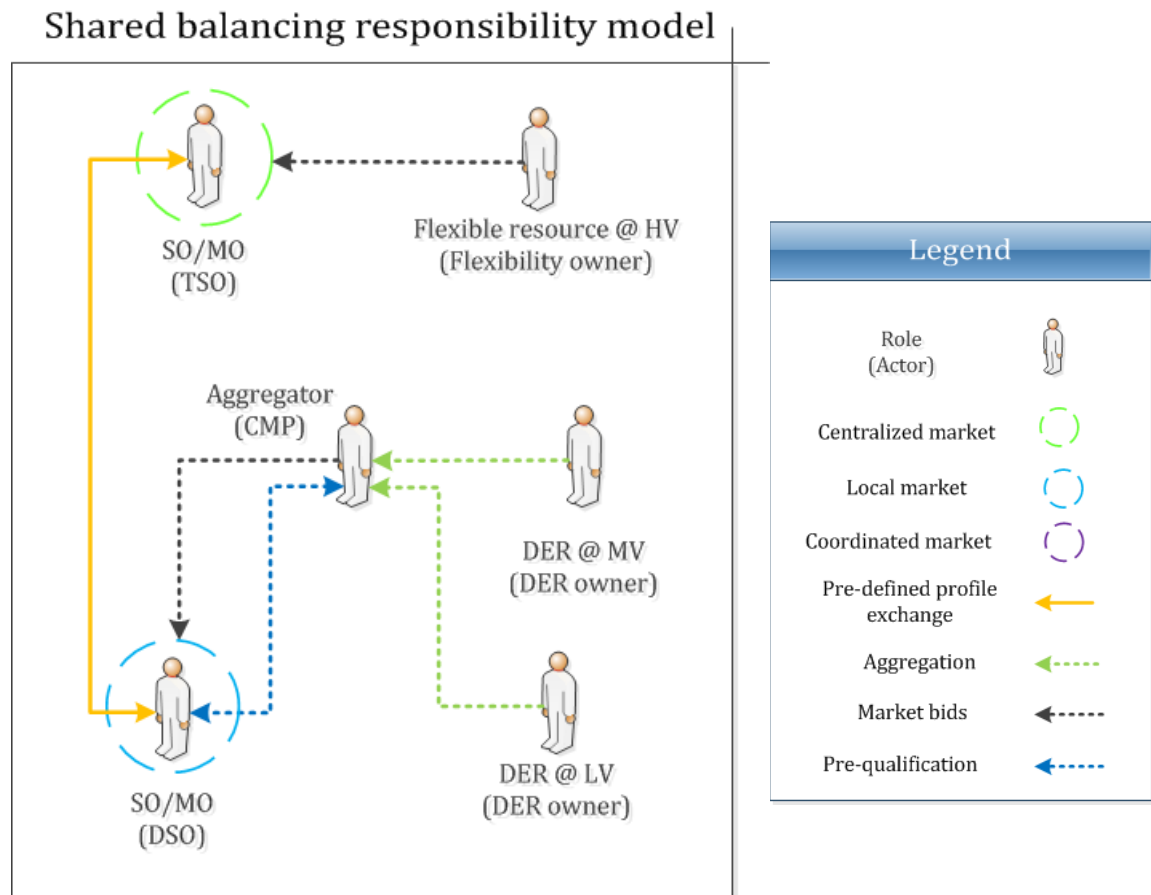 Shared balancing responsibility model
SO/MO
(TSO)
Flexible resource @ HV
(Flexibility owner)
Aggregator
(CMP)
DER @ MV
(DER owner)
DER @ LV
(DER owner)
SO/MO
(DSO)
Legend
Role
(Actor)
Centralized market
Local market
Coordinated market
Pre-defined profile
exchange
Aggregation
Market bids
Pre-qualification